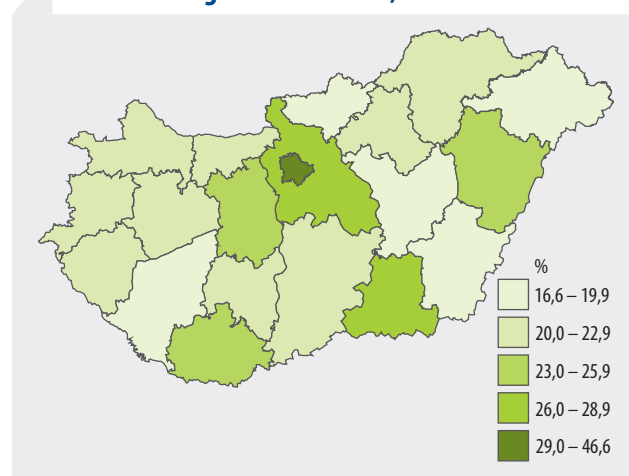 %
16,6 – 19,9
20,0 – 22,9
23,0 – 25,9
26,0 – 28,9
29,0 – 46,6